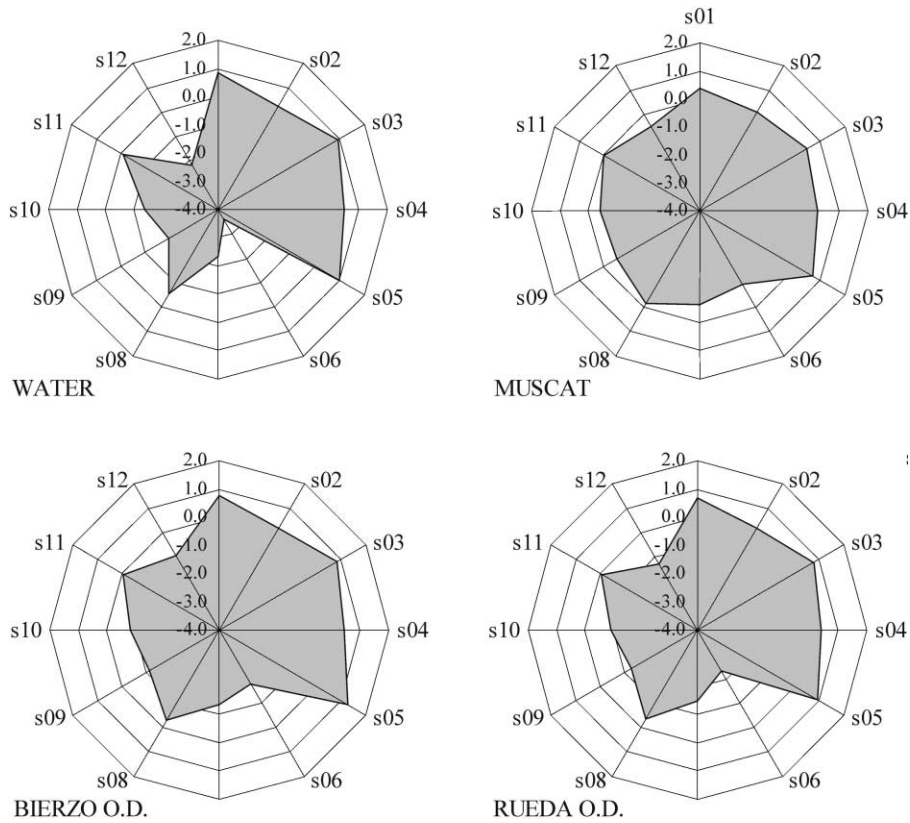 2.0
s12
s02
1.0
s11
0.0
s03
-1.0
-2.0
-3.0
s10
-4.0
s04
s09
s05
s08
s06
WATER
s01
2.0
s12
s02
1.0
s11
0.0
s03
-1.0
-2.0
-3.0
s10
-4.0
s04
s09
s05
s08
s06
MUSCAT
2.0
s12
s02
1.0
s11
0.0
s03
-1.0
-2.0
-3.0
s10
-4.0
s04
s09
s05
s08
s06
BIERZO O.D.
s
2.0
s12
s02
1.0
s11
0.0
s03
-1.0
-2.0
-3.0
s10
-4.0
s04
s09
s05
s08
s06
RUEDA O.D.